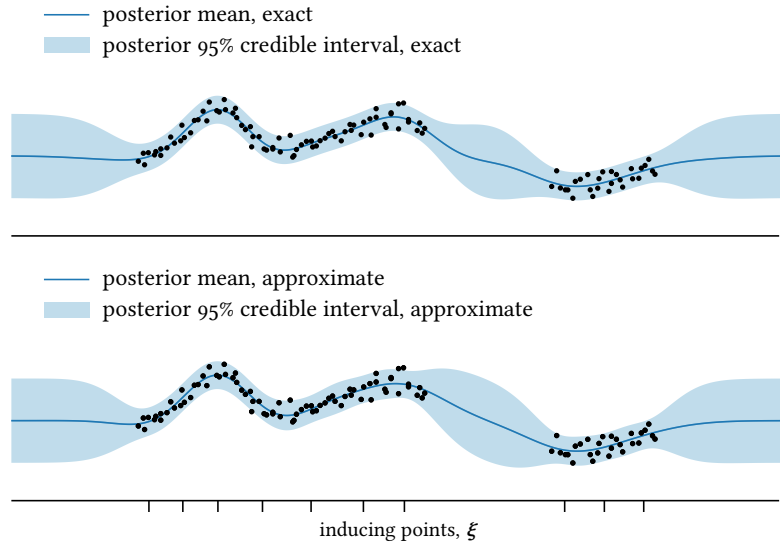 posterior mean, exact
posterior 95% credible interval, exact
posterior mean, approximate
posterior 95% credible interval, approximate
inducing points, ξ